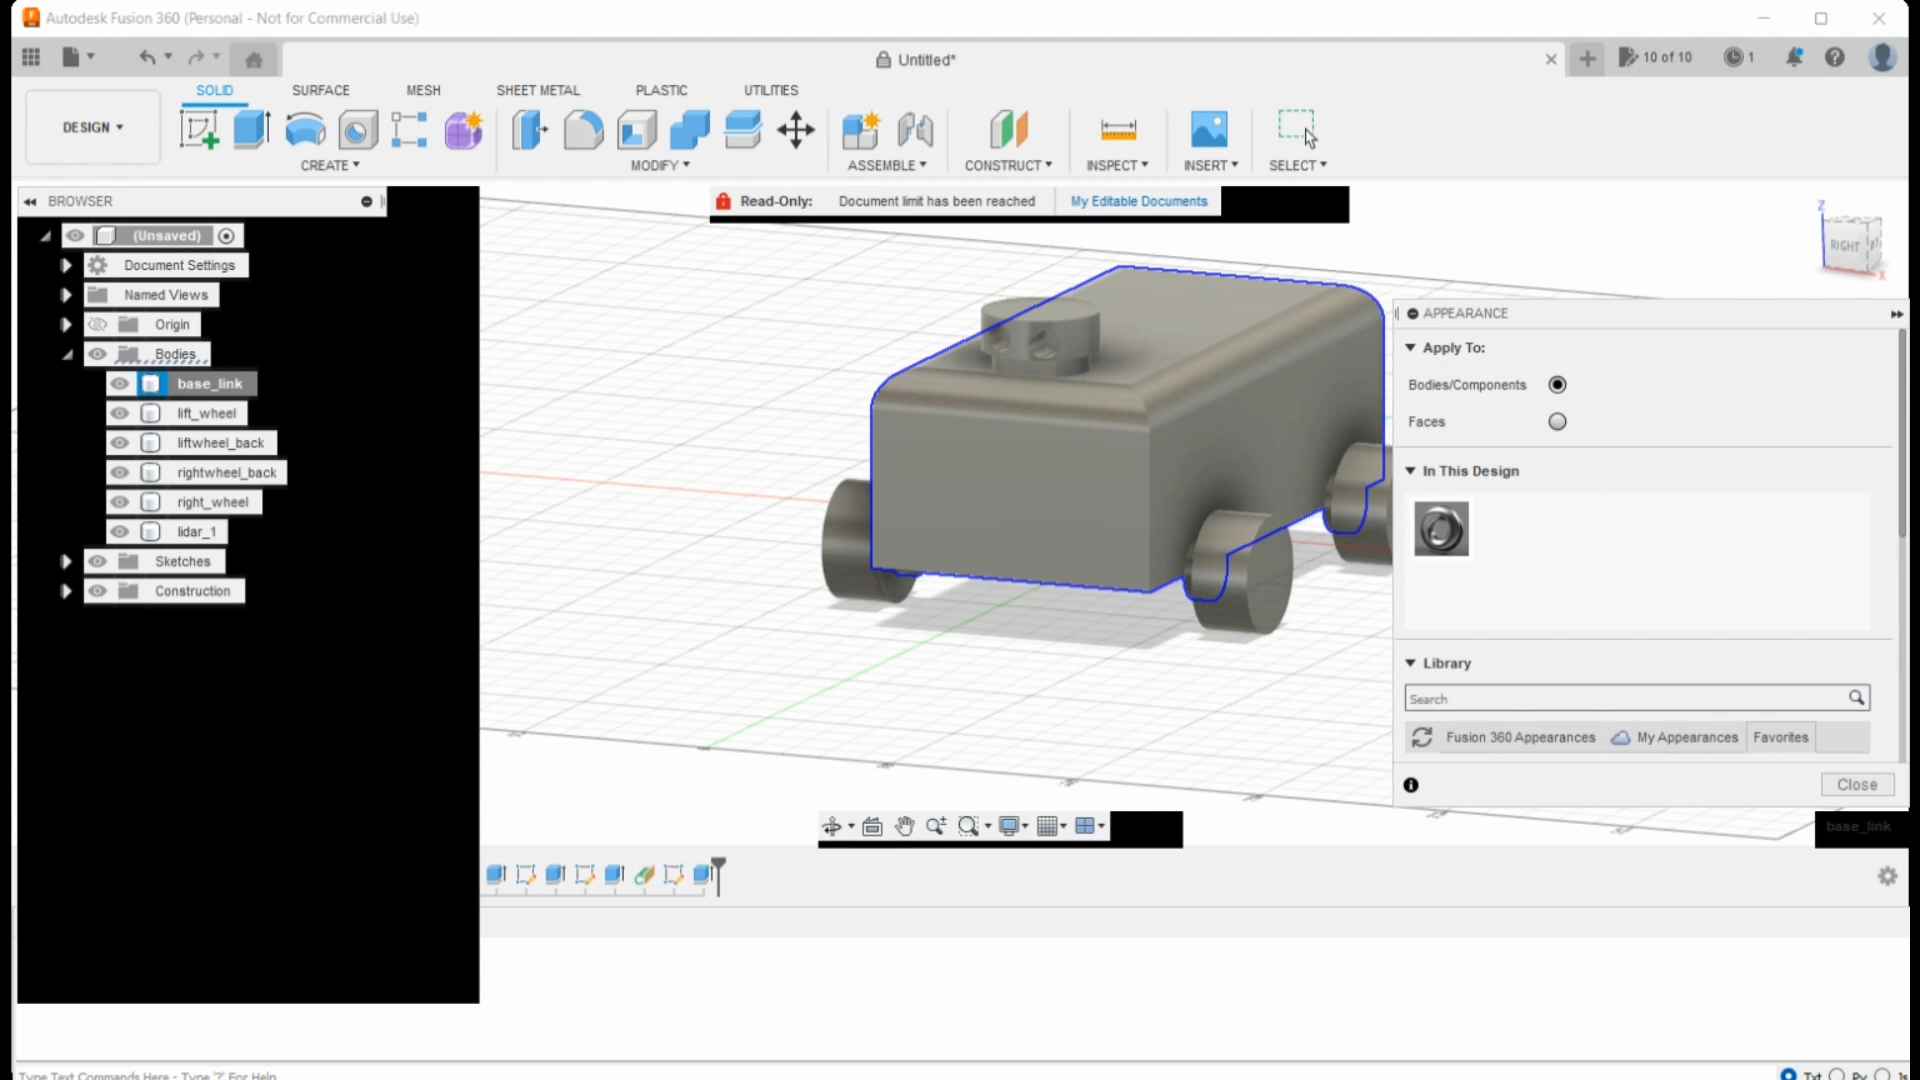 Autodesk Fusion 360 (Personal - Not for Commercial Use)
Untitled*
10 of 10
1
SOLID
SURFACE
MESH
SHEET METAL
PLASTIC
UTILITIES
DESIGN
CREATE
MODIFY
ASSEMBLE
CONSTRUCT
INSPECT
INSERT
SELECT
BROWSER
(Unsaved)
Document Settings
Named Views
Origin
Bodies
base_link
lift_wheel
liftwheel_back
rightwheel_back
right_wheel
lidar_1
Sketches
Construction
Read-Only: Document limit has been reached My Editable Documents
Z
RIGHT
X
APPEARANCE
Apply To:
Bodies/Components
Faces
In This Design
Library
Search
Fusion 360 Appearances My Appearances Favorites
Close
base_link
Type Text Commands Here - Type '?' For Help
Txt Py Js